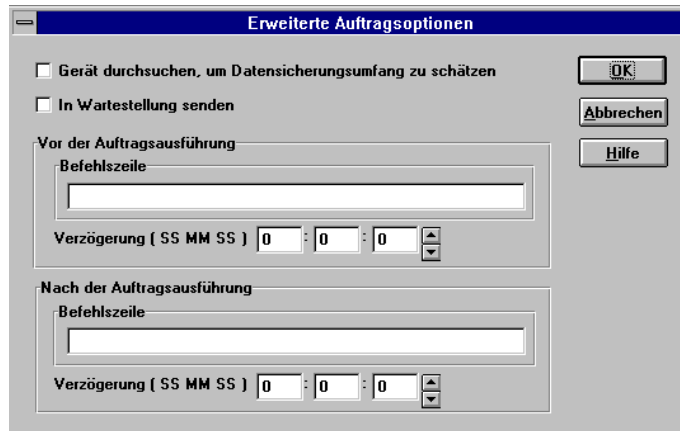 Erweiterte Auftragsoptionen
Gerät durchsuchen, um Datensicherungsumfang zu schätzen
OK
In Wartestellung senden
Abbrechen
Vor der Auftragsausführung
Hilfe
Befehlszeile
Verzögerung ( SS MM SS ) 0 : 0 : 0
Nach der Auftragsausführung
Befehlszeile
Verzögerung ( SS MM SS ) 0 : 0 : 0